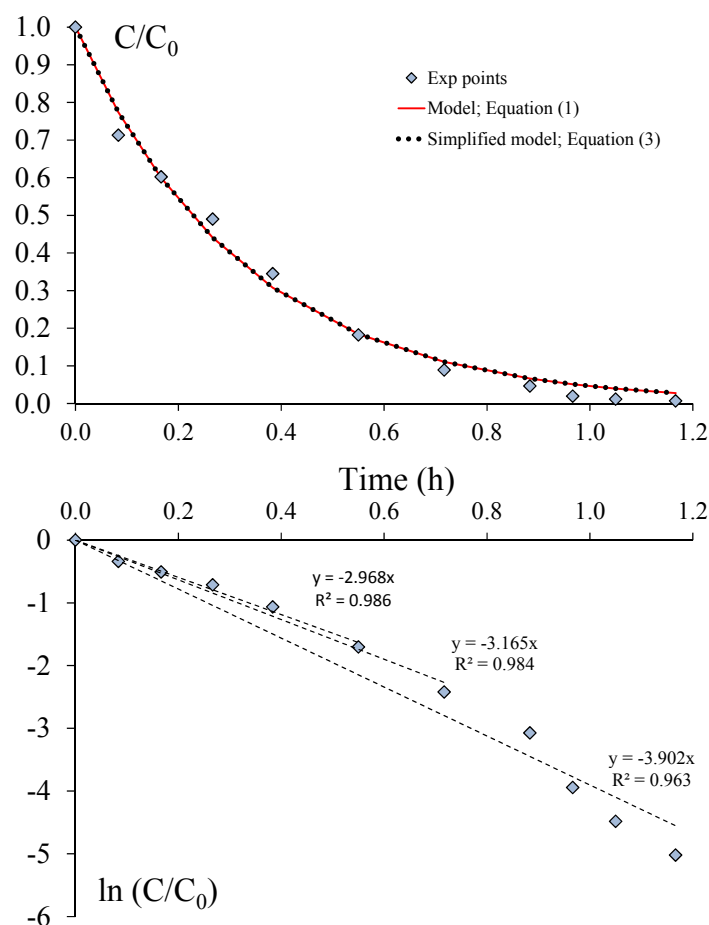 1.0
C/C0
0.9
0.8
0.7
0.6
0.5
0.4
0.3
0.2
0.1
0.0
Exp points
Model; Equation (1)
Simplified model; Equation (3)
0.0 0.2 0.4 0.6 0.8 1.0 1.2
Time (h)
0.0 0.2 0.4 0.6 0.8 1.0 1.2
0
-1
-2
-3
-4
-5
-6
y = -2.968x
R² = 0.986
y = -3.165x
R² = 0.984
y = -3.902x
R² = 0.963
ln (C/C0)